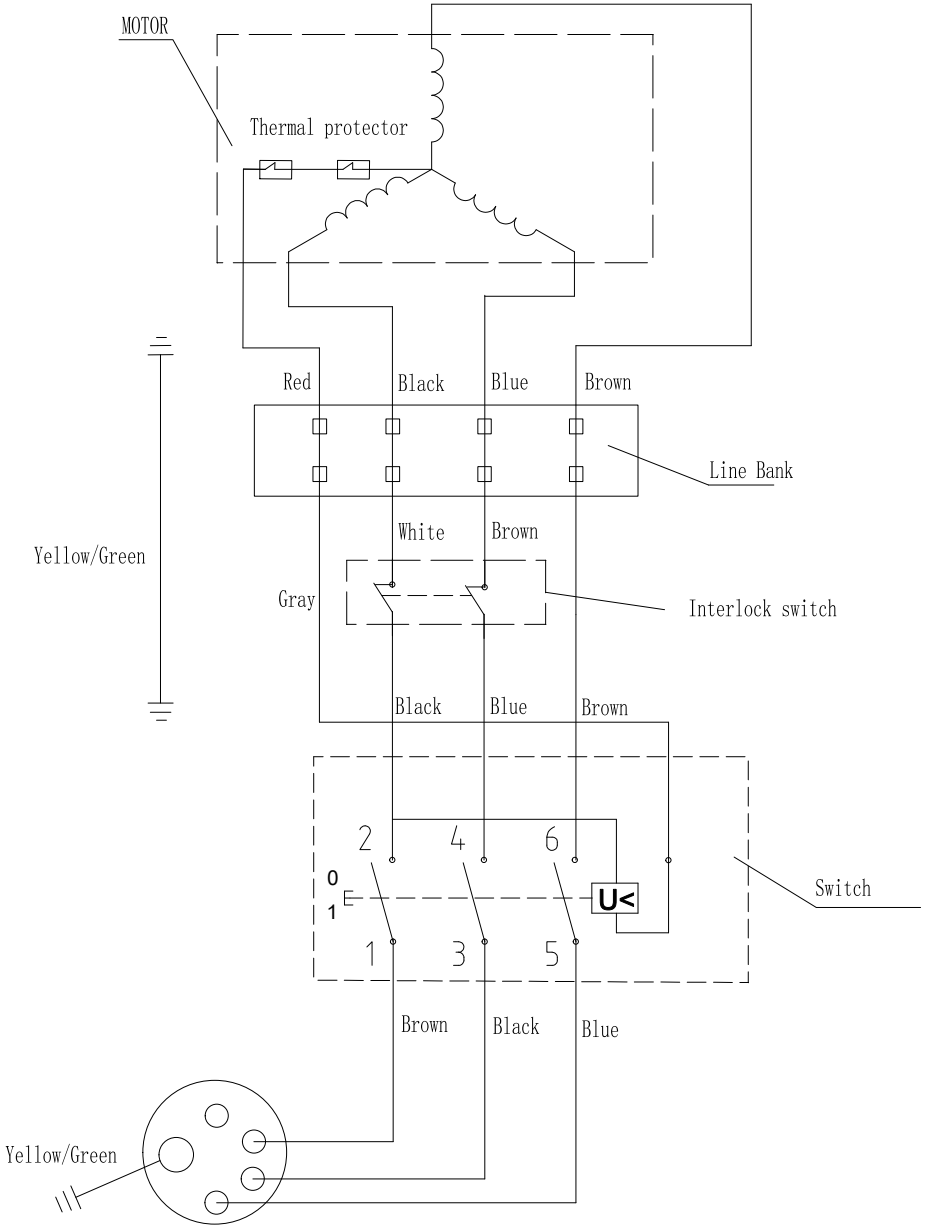 MOTOR
Thermal protector
Red
Black
Blue
Brown
Line Bank
White
Brown
Yellow/Green
Gray
Interlock switch
Black
Blue
Brown
2
4
6
0
1
U<
Switch
1
3
5
Brown
Black
Blue
Yellow/Green